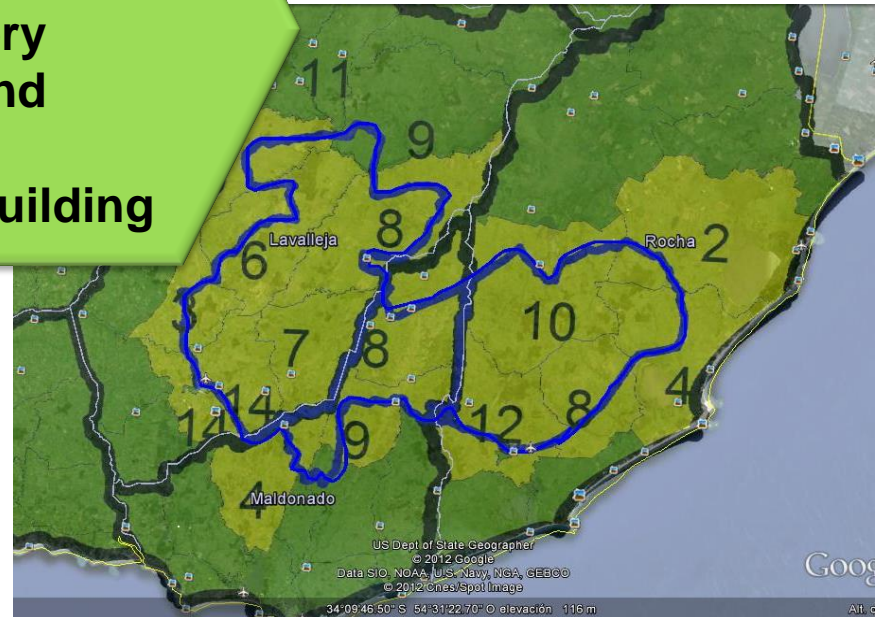 ry
nd
uilding
11
9
Lavalleja
8
Rocha
2
6
10
7
8
4
14
14
8
12
9
4
Maldonado
US Dept of State Geographer
© 2012 Google
Data SIO, NOAA, U.S. Navy, NGA, GEBCO
© 2012 Cnes/Spot Image
Goog
34°09'46.50" S 54°31'22.70" O elevación 116 m
Alt. o